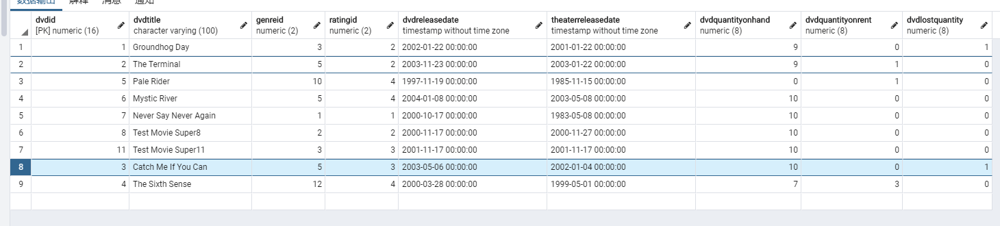 数据输出 解释 消息 通知
dvdid dvdtitle genreid ratingid dvdreleasedate theaterreleasedate dvdquantityonhand dvdquantityonrent dvdlostquantity
[PK] numeric (16) character varying (100) numeric (2) numeric (2) timestamp without time zone timestamp without time zone numeric (8) numeric (8) numeric (8)
1 1 Groundhog Day 3 2 2002-01-22 00:00:00 2001-01-22 00:00:00 9 0 1
2 2 The Terminal 5 2 2003-11-23 00:00:00 2003-01-22 00:00:00 9 1 0
3 5 Pale Rider 10 4 1997-11-19 00:00:00 1985-11-15 00:00:00 0 1 0
4 6 Mystic River 5 4 2004-01-08 00:00:00 2003-05-08 00:00:00 10 0 0
5 7 Never Say Never Again 1 1 2000-10-17 00:00:00 1983-05-08 00:00:00 10 0 0
6 8 Test Movie Super8 2 2 2000-11-17 00:00:00 2000-11-27 00:00:00 10 0 0
7 11 Test Movie Super11 3 3 2001-11-17 00:00:00 2001-11-17 00:00:00 10 0 0
8 3 Catch Me If You Can 5 3 2003-05-06 00:00:00 2002-01-04 00:00:00 10 0 1
9 4 The Sixth Sense 12 4 2000-03-28 00:00:00 1999-05-01 00:00:00 7 3 0